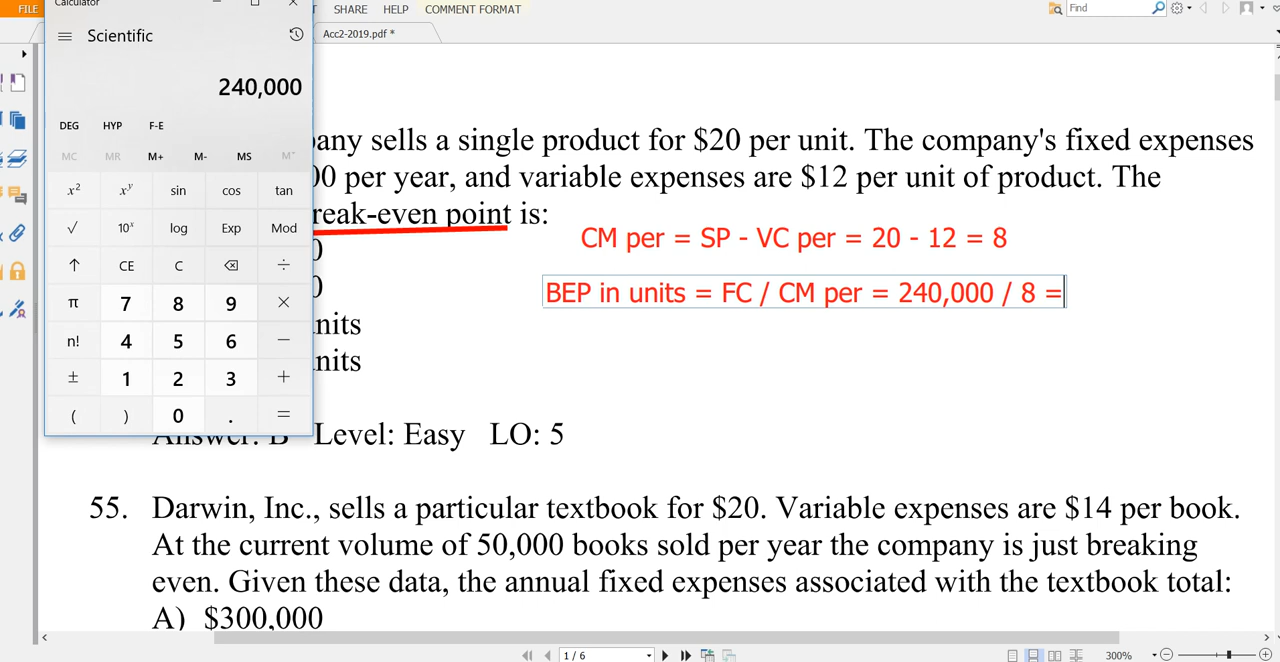 FILE
SHARE HELP COMMENT FORMAT
Find
Calculator
Scientific
Acc2-2019.pdf *
240,000
DEG HYP F-E
MC MR M+ M- MS
x² xʸ sin cos tan
√ 10ˣ log Exp Mod
↑ CE C ÷
π 7 8 9 ×
n! 4 5 6 −
± 1 2 3 +
( ) 0 . =
any sells a single product for $20 per unit. The company's fixed expenses
00 per year, and variable expenses are $12 per unit of product. The
reak-even point is:
CM per = SP - VC per = 20 - 12 = 8
BEP in units = FC / CM per = 240,000 / 8 =
nits
nits
Answer: B Level: Easy LO: 5
55. Darwin, Inc., sells a particular textbook for $20. Variable expenses are $14 per book.
At the current volume of 50,000 books sold per year the company is just breaking
even. Given these data, the annual fixed expenses associated with the textbook total:
A) $300,000
1 / 6
300%